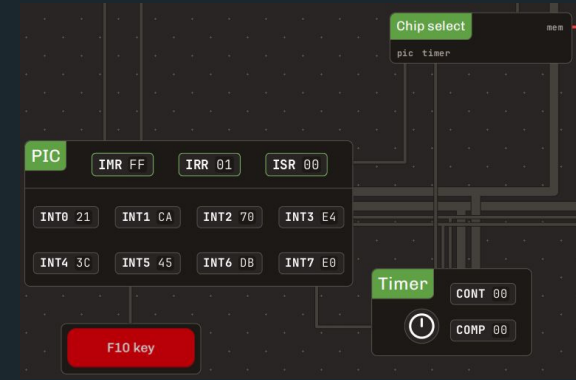 Chip select
mem
pic timer
PIC
IMR FF
IRR 01
ISR 00
INT0 21
INT1 CA
INT2 70
INT3 E4
INT4 3C
INT5 45
INT6 DB
INT7 E0
Timer
CONT 00
COMP 00
F10 key